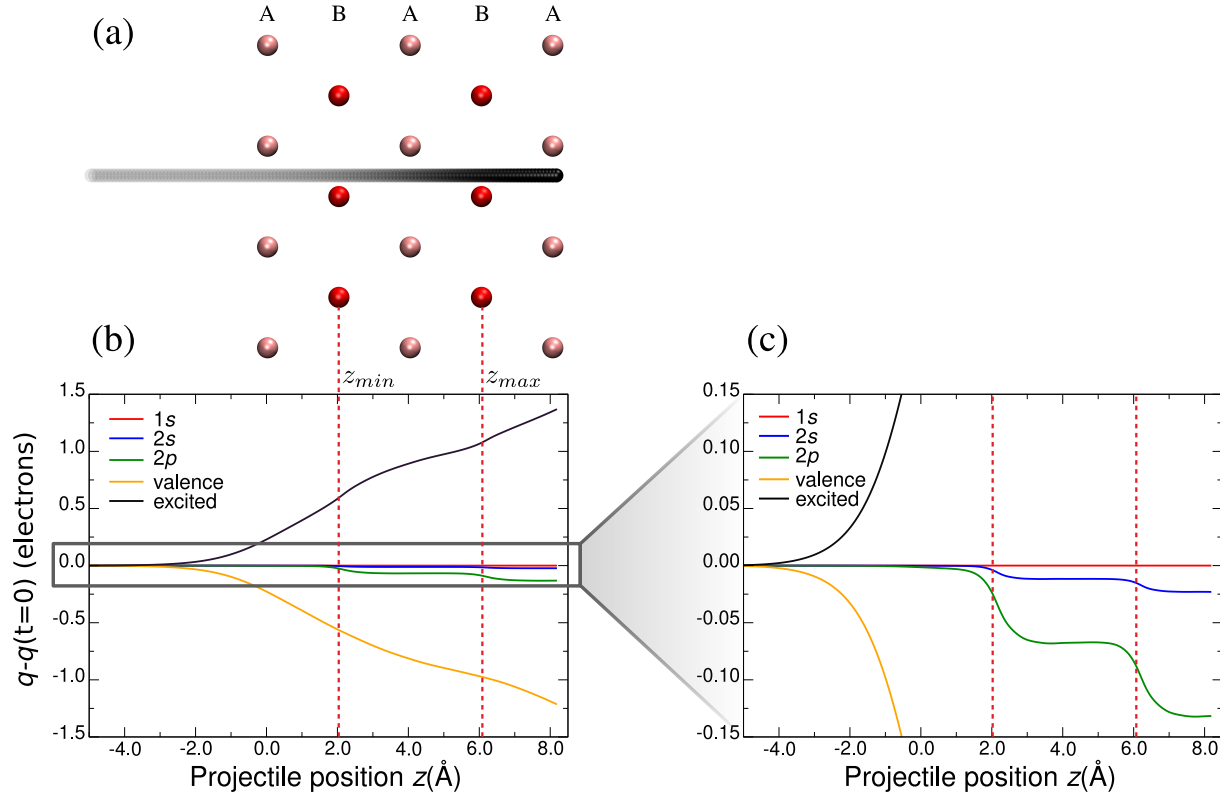 (a)
A B A B A
(b)
z_min z_max
1.5
1.0
0.5
0.0
-0.5
-1.0
-1.5
q-q(t=0) (electrons)
1s
2s
2p
valence
excited
-4.0 -2.0 0.0 2.0 4.0 6.0 8.0
Projectile position z(Å)
(c)
0.15
0.10
0.05
0.00
-0.05
-0.10
-0.15
1s
2s
2p
valence
excited
-4.0 -2.0 0.0 2.0 4.0 6.0 8.0
Projectile position z(Å)